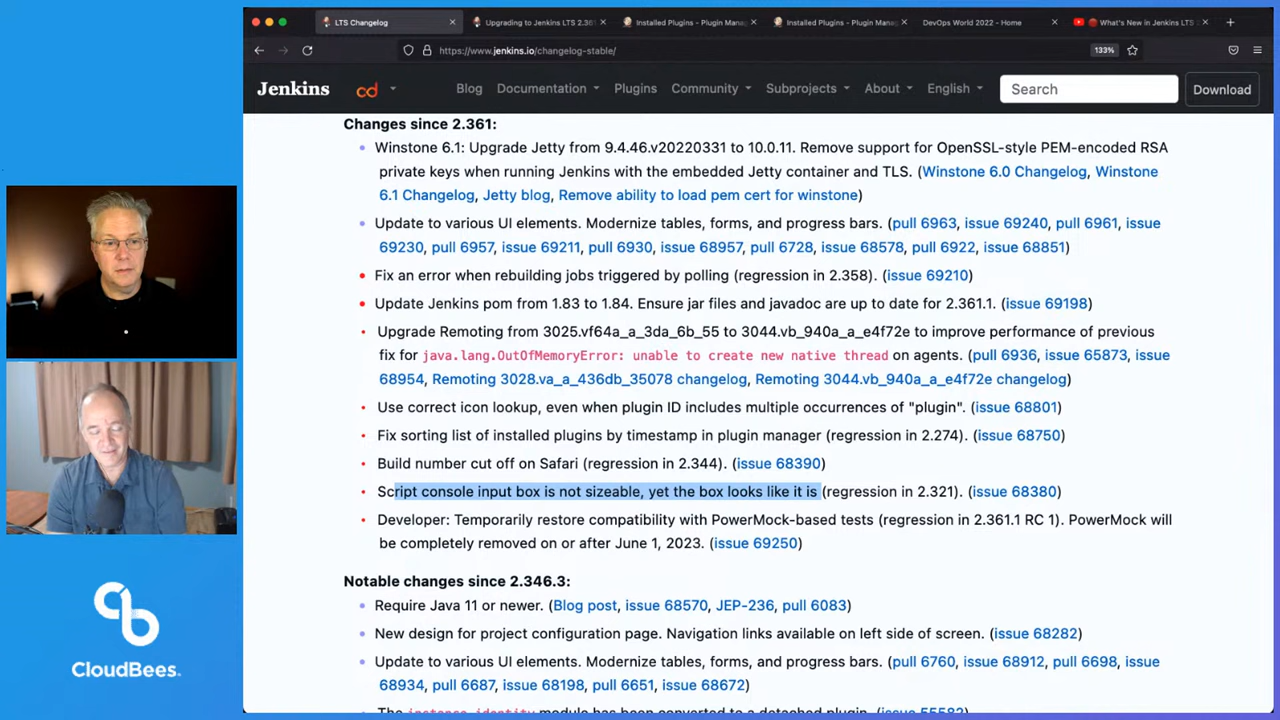 LTS Changelog
Upgrading to Jenkins LTS 2.361
Installed Plugins - Plugin Mana
Installed Plugins - Plugin Mana
DevOps World 2022 - Home
What's New in Jenkins LTS
https://www.jenkins.io/changelog-stable/
133%
Jenkins
cd
Blog
Documentation
Plugins
Community
Subprojects
About
English
Search
Download
Changes since 2.361:
Winstone 6.1: Upgrade Jetty from 9.4.46.v20220331 to 10.0.11. Remove support for OpenSSL-style PEM-encoded RSA
private keys when running Jenkins with the embedded Jetty container and TLS. (Winstone 6.0 Changelog, Winstone
6.1 Changelog, Jetty blog, Remove ability to load pem cert for winstone)
Update to various UI elements. Modernize tables, forms, and progress bars. (pull 6963, issue 69240, pull 6961, issue
69230, pull 6957, issue 69211, pull 6930, issue 68957, pull 6728, issue 68578, pull 6922, issue 68851)
Fix an error when rebuilding jobs triggered by polling (regression in 2.358). (issue 69210)
Update Jenkins pom from 1.83 to 1.84. Ensure jar files and javadoc are up to date for 2.361.1. (issue 69198)
Upgrade Remoting from 3025.vf64a_a_3da_6b_55 to 3044.vb_940a_a_e4f72e to improve performance of previous
fix for java.lang.OutOfMemoryError: unable to create new native thread on agents. (pull 6936, issue 65873, issue
68954, Remoting 3028.va_a_436db_35078 changelog, Remoting 3044.vb_940a_a_e4f72e changelog)
Use correct icon lookup, even when plugin ID includes multiple occurrences of "plugin". (issue 68801)
Fix sorting list of installed plugins by timestamp in plugin manager (regression in 2.274). (issue 68750)
Build number cut off on Safari (regression in 2.344). (issue 68390)
Script console input box is not sizeable, yet the box looks like it is (regression in 2.321). (issue 68380)
Developer: Temporarily restore compatibility with PowerMock-based tests (regression in 2.361.1 RC 1). PowerMock will
be completely removed on or after June 1, 2023. (issue 69250)
Notable changes since 2.346.3:
Require Java 11 or newer. (Blog post, issue 68570, JEP-236, pull 6083)
New design for project configuration page. Navigation links available on left side of screen. (issue 68282)
Update to various UI elements. Modernize tables, forms, and progress bars. (pull 6760, issue 68912, pull 6698, issue
68934, pull 6687, issue 68198, pull 6651, issue 68672)
The instance-identity module has been converted to a detached plugin. (issue 55582)
CloudBees.